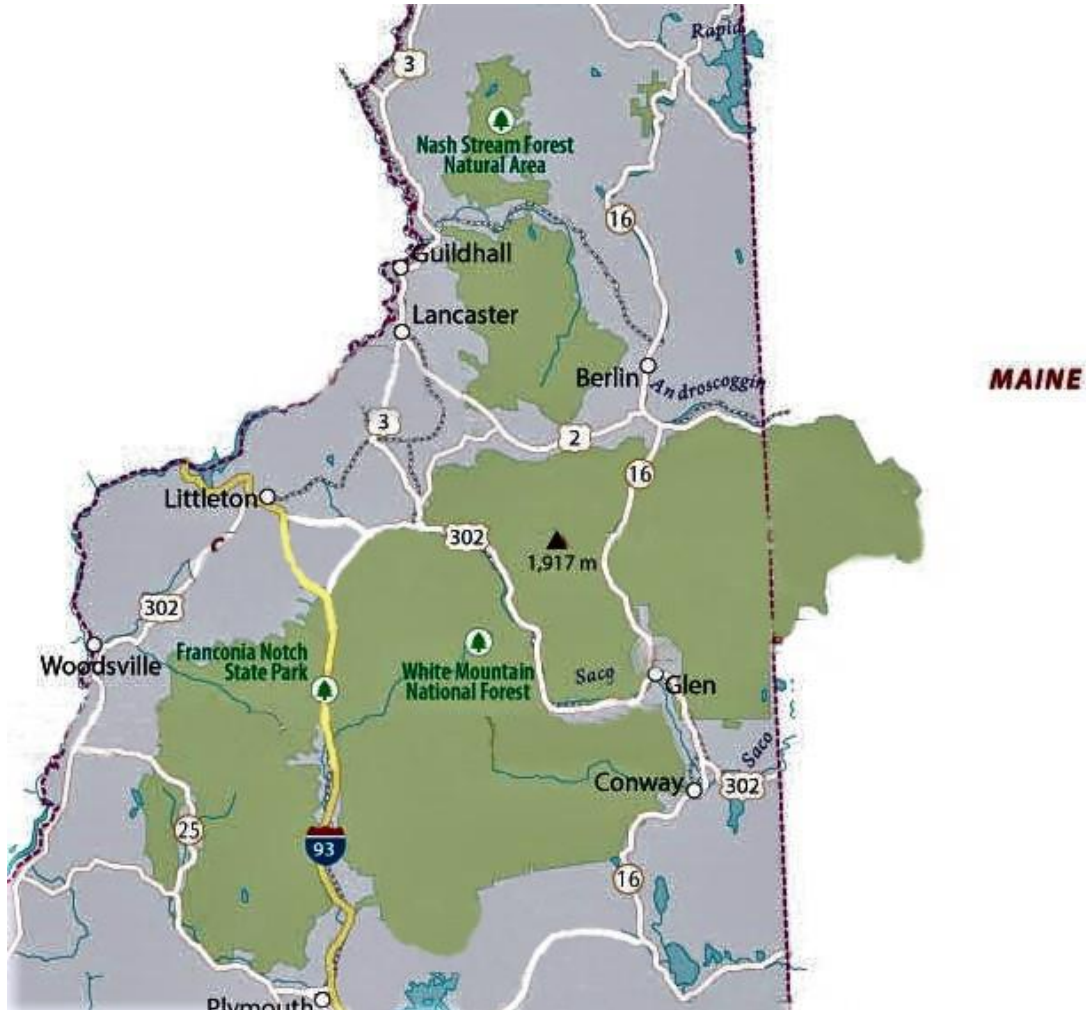 Rapid
3
Nash Stream Forest
Natural Area
16
Guildhall
Lancaster
Berlin
Androscoggin
MAINE
3
2
16
Littleton
302
1,917 m
302
Woodsville
Franconia Notch
State Park
White Mountain
National Forest
Saco
Glen
Saco
Conway
302
25
93
16
Plymouth